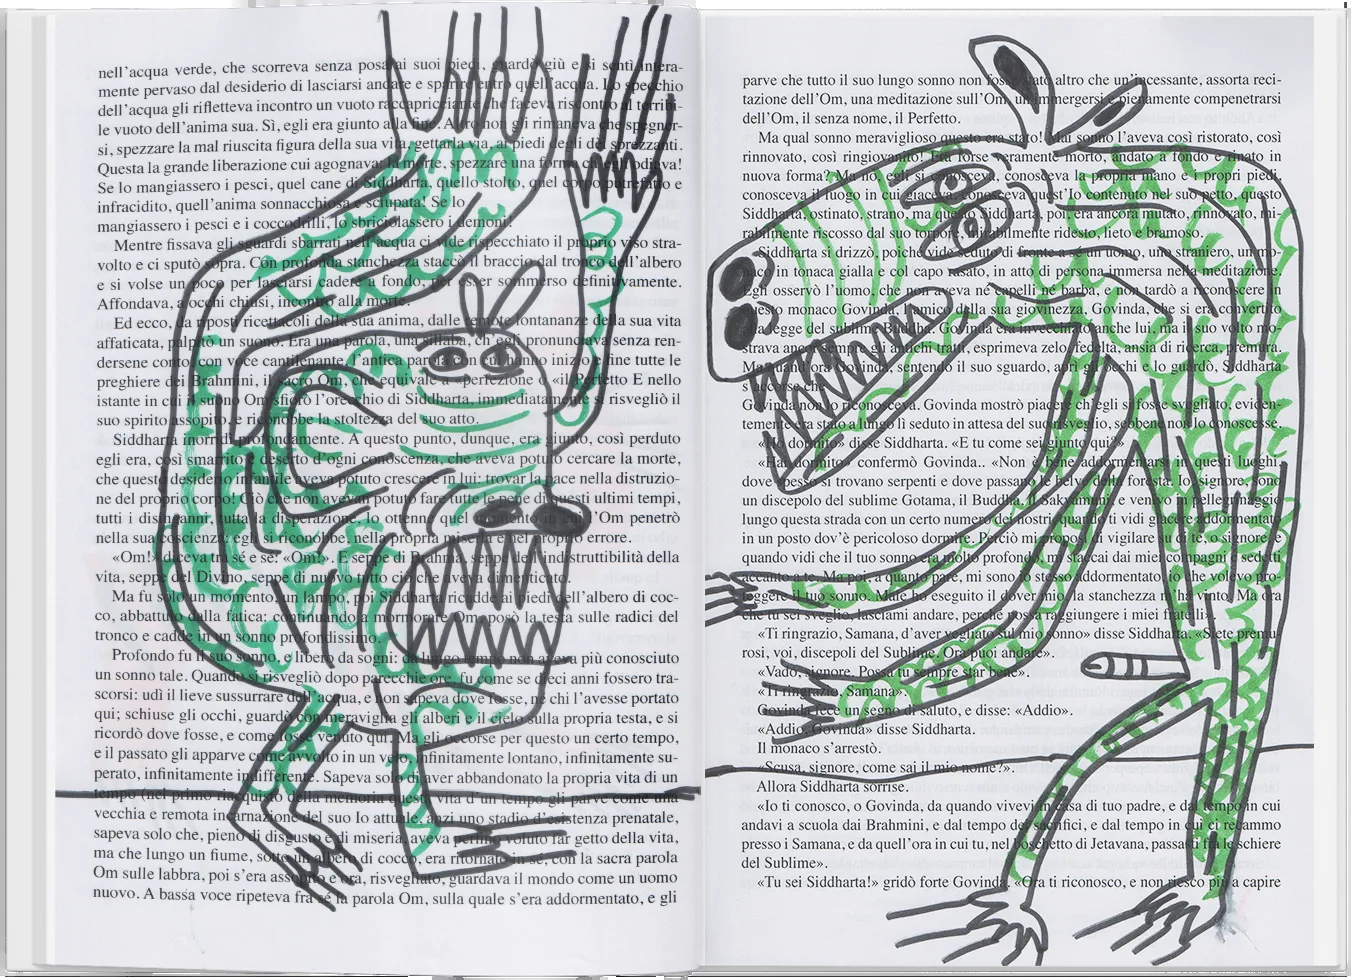 nell'acqua verde, che scorreva senza posa ai suoi piedi, guardò giù e si sentì intera-
mente pervaso dal desiderio di lasciarsi andare e sparire entro quell'acqua. Lo specchio
dell'acqua gli rifletteva incontro un vuoto raccapricciante che faceva riscontro al terribi-
le vuoto dell'anima sua. Sì, egli era giunto alla fine. Altro non gli rimaneva che spegner-
si, spezzare la mal riuscita figura della sua vita, gettarla via, ai piedi di dei sprezzanti.
Questa la grande liberazione cui agognava: la morte, spezzare una forma ch'egli odiava!
Se lo mangiassero i pesci, quel cane di Siddharta, quello stolto, quel corpo putrefatto e
infracidito, quell'anima sonnacchiosa e sciupata! Se lo
mangiassero i pesci e i coccodrilli, lo sbriciolassero i demoni!
Mentre fissava gli sguardi sbarrati nell'acqua ci vide rispecchiato il proprio viso stra-
volto e ci sputò sopra. Con profonda stanchezza staccò il braccio dal tronco dell'albero
e si volse un poco per lasciarsi cadere a fondo, per esser sommerso definitivamente.
Affondava, a occhi chiusi, incontro alla morte.
Ed ecco, da riposti ricettacoli della sua anima, dalle remote lontananze della sua vita
affaticata, palpitò un suono. Era una parola, una sillaba, ch'egli pronunciava senza ren-
dersene conto con voce cantilenante, l'antica parola con cui hanno inizio e fine tutte le
preghiere dei Brahmini, il sacro Om, che equivale a «perfezione o «il Perfetto E nello
istante in cui il suono Om sfiorò l'orecchio di Siddharta, immediatamente si risvegliò il
suo spirito assopito e riconobbe la stoltezza del suo atto.
Siddharta inorridì profondamente. A questo punto, dunque, era giunto, così perduto
egli era, così smarrito e deserto d'ogni conoscenza, che aveva potuto cercare la morte,
che questo desiderio infantile aveva potuto crescere in lui: trovar la pace nella distruzio-
ne del proprio corpo! Ciò che non avevan potuto fare tutte le pene di questi ultimi tempi,
tutti i disinganni, tutta la disperazione, lo ottenne quel momento in cui l'Om penetrò
nella sua coscienza: egli si riconobbe, nella propria miseria e nel proprio errore.
«Om!» diceva tra sé e sé: «Om!». E seppe di Brahma, seppe dell'indistruttibilità della
vita, seppe del Divino, seppe di nuovo tutto ciò che aveva dimenticato.
Ma fu solo un momento, un lampo, poi Siddharta ricadde ai piedi dell'albero di coc-
co, abbattuto dalla fatica: continuando a mormorare Om posò la testa sulle radici del
tronco e cadde in un sonno profondissimo.
Profondo fu il suo sonno, e libero da sogni: da lungo tempo non aveva più conosciuto
un sonno tale. Quando si risvegliò dopo parecchie ore, fu come se dieci anni fossero tra-
scorsi: udì il lieve sussurrare dell'acqua, e non sapeva dove fosse, né chi l'avesse portato
qui; schiuse gli occhi, guardò con meraviglia gli alberi e il cielo sulla propria testa, e si
ricordò dove fosse, e come fosse venuto qui. Ma gli occorse per questo un certo tempo,
e il passato gli apparve come avvolto in un velo, infinitamente lontano, infinitamente su-
perato, infinitamente indifferente. Sapeva solo di aver abbandonato la propria vita di un
tempo (nel primo riacquisto della memoria questa vita d'un tempo gli parve come una
vecchia e remota incarnazione del suo Io attuale, anzi uno stadio d'esistenza prenatale,
sapeva solo che, pieno di disgusto e di miseria, aveva perfino voluto far getto della vita,
ma che lungo un fiume, sotto un albero di cocco, era ritornato in sé, con la sacra parola
Om sulle labbra, poi s'era assopito e ora, risvegliato, guardava il mondo come un uomo
nuovo. A bassa voce ripeteva fra sé la parola Om, sulla quale s'era addormentato, e gli
parve che tutto il suo lungo sonno non fosse stato altro che un'incessante, assorta reci-
tazione dell'Om, una meditazione sull'Om, un immergersi e pienamente compenetrarsi
dell'Om, il senza nome, il Perfetto.
Ma qual sonno meraviglioso questo era stato! Mai sonno l'aveva così ristorato, così
rinnovato, così ringiovanito! Era forse veramente morto, andato a fondo e rinato in
nuova forma? Ma no, egli si conosceva, conosceva la propria mano e i propri piedi,
conosceva il luogo in cui giaceva, conosceva quest'Io contento nel suo petto, questo
Siddharta ostinato, strano, ma questo Siddharta, poi, era ancora mutato, rinnovato, mi-
rabilmente riscosso dal suo torpore, mirabilmente ridesto, lieto e bramoso.
Siddharta si drizzò, poiché vide seduto di fronte a sé un uomo, uno straniero, un mo-
naco in tonaca gialla e col capo rasato, in atto di persona immersa nella meditazione.
Egli osservò l'uomo, che non aveva né capelli né barba, e non tardò a riconoscere in
questo monaco Govinda, l'amico della sua giovinezza, Govinda, che si era convertito
alla legge del sublime Buddha. Govinda era invecchiato, anche lui, ma il suo volto mo-
strava ancor sempre gli antichi tratti, esprimeva zelo, fedeltà, ansia di ricerca, premura.
Ma quand'ora Govinda, sentendo il suo sguardo, aprì gli occhi e lo guardò, Siddharta
s'accorse che
Govinda non lo riconosceva. Govinda mostrò piacere ch'egli si fosse svegliato, eviden-
temente era stato a lungo lì seduto in attesa del suo risveglio, sebbene non lo conoscesse.
«Ho dormito» disse Siddharta. «E tu come sei giunto qui?»
«Hai dormito» confermò Govinda.. «Non è bene addormentarsi in questi luoghi,
dove spesso si trovano serpenti e dove passano le belve della foresta. Io, signore, sono
un discepolo del sublime Gotama, il Buddha, il Sakyamuni, e venivo in pellegrinaggio
lungo questa strada con un certo numero dei nostri, quando ti vidi giacere addormentato
in un posto dov'è pericoloso dormire. Perciò mi proposi di vigilare su di te, o signore, e
quando vidi che il tuo sonno era molto profondo, mi staccai dai miei compagni e sedetti
accanto a te. Ma poi, a quanto pare, mi sono io stesso addormentato, io che volevo pro-
teggere il tuo sonno. Male ho eseguito il dover mio, la stanchezza m'ha vinto. Ma ora
che tu sei sveglio, lasciami andare, perché possa raggiungere i miei fratelli».
«Ti ringrazio, Samana, d'aver vegliato sul mio sonno» disse Siddharta. «Siete premu-
rosi, voi, discepoli del Sublime. Ora puoi andare».
«Vado, signore. Possa tu sempre star bene».
«Ti ringrazio, Samana».
Govinda fece un segno di saluto, e disse: «Addio».
«Addio, Govinda» disse Siddharta.
Il monaco s'arrestò.
«Scusa, signore, come sai il mio nome?».
Allora Siddharta sorrise.
«Io ti conosco, o Govinda, da quando vivevi in casa di tuo padre, e dal tempo in cui
andavi a scuola dai Brahmini, e dal tempo dei sacrifici, e dal tempo in cui ci recammo
presso i Samana, e da quell'ora in cui tu, nel boschetto di Jetavana, passasti fra le schiere
del Sublime».
«Tu sei Siddharta!» gridò forte Govinda. «Ora ti riconosco, e non riesco più a capire